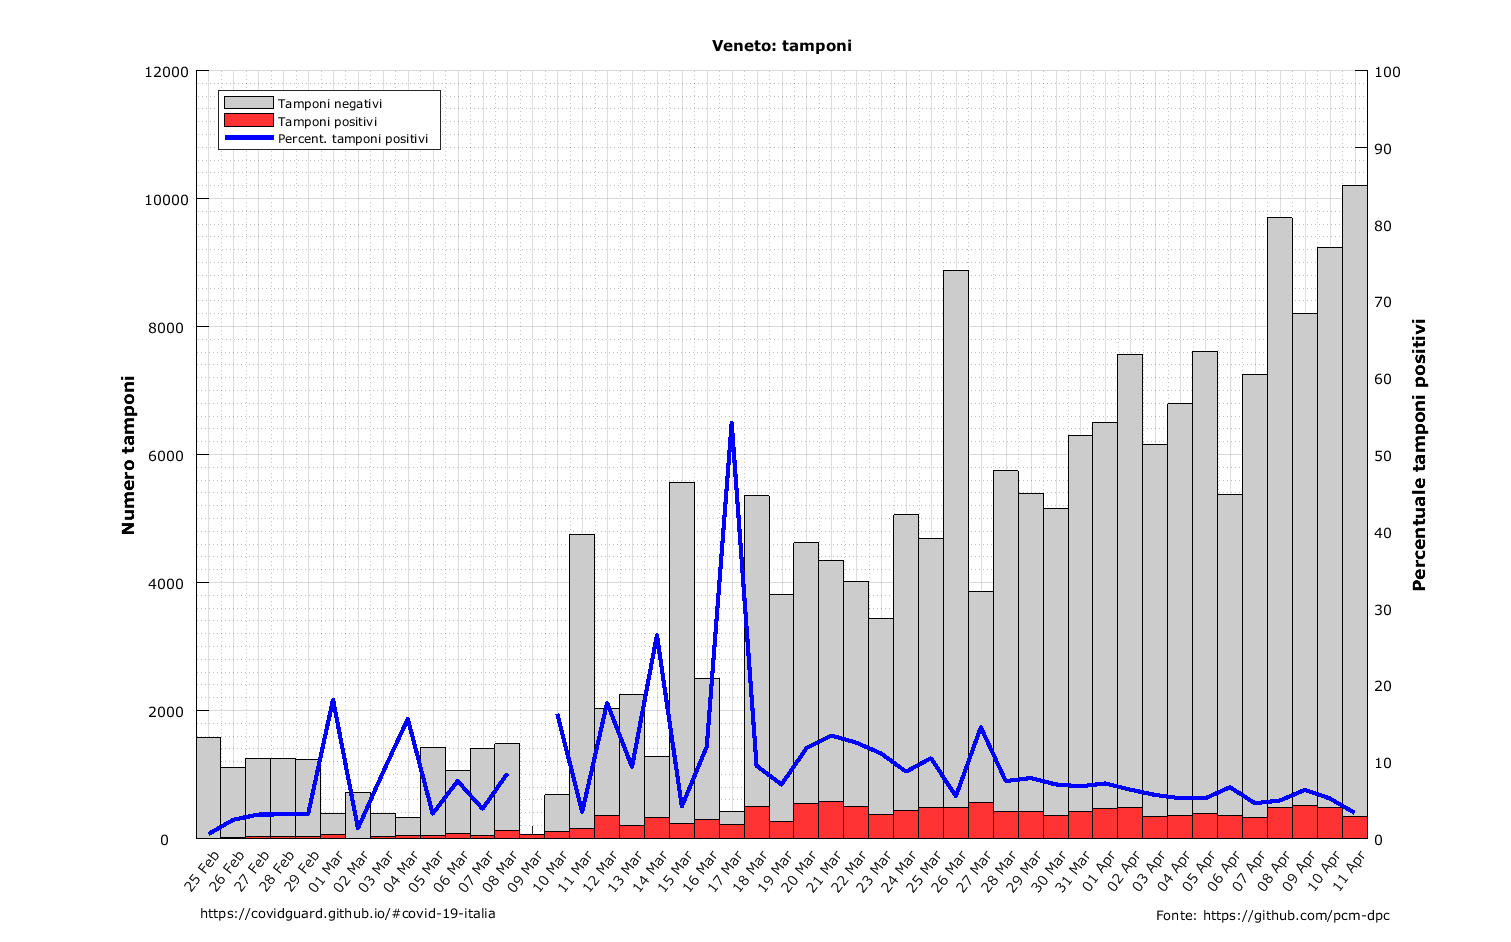 Veneto: tamponi
12000
10000
8000
6000
4000
2000
0
Numero tamponi
Tamponi negativi
Tamponi positivi
Percent. tamponi positivi
100
90
80
70
60
50
40
30
20
10
0
Percentuale tamponi positivi
25 Feb
26 Feb
27 Feb
28 Feb
29 Feb
01 Mar
02 Mar
03 Mar
04 Mar
05 Mar
06 Mar
07 Mar
08 Mar
09 Mar
10 Mar
11 Mar
12 Mar
13 Mar
14 Mar
15 Mar
16 Mar
17 Mar
18 Mar
19 Mar
20 Mar
21 Mar
22 Mar
23 Mar
24 Mar
25 Mar
26 Mar
27 Mar
28 Mar
29 Mar
30 Mar
31 Mar
01 Apr
02 Apr
03 Apr
04 Apr
05 Apr
06 Apr
07 Apr
08 Apr
09 Apr
10 Apr
11 Apr
https://covidguard.github.io/#covid-19-italia
Fonte: https://github.com/pcm-dpc